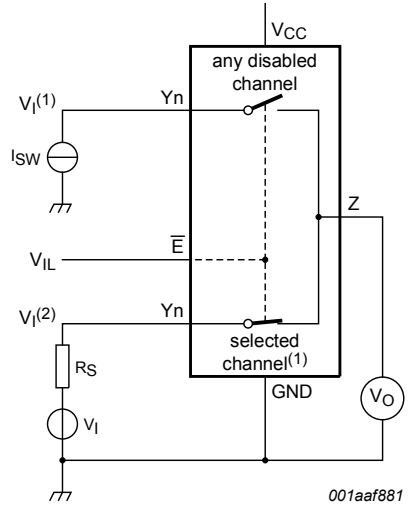 VCC
any disabled
channel
VI(1)
Yn
ISW
Z
E
VIL
VI(2)
Yn
selected
channel(1)
RS
GND
VO
VI
001aaf881